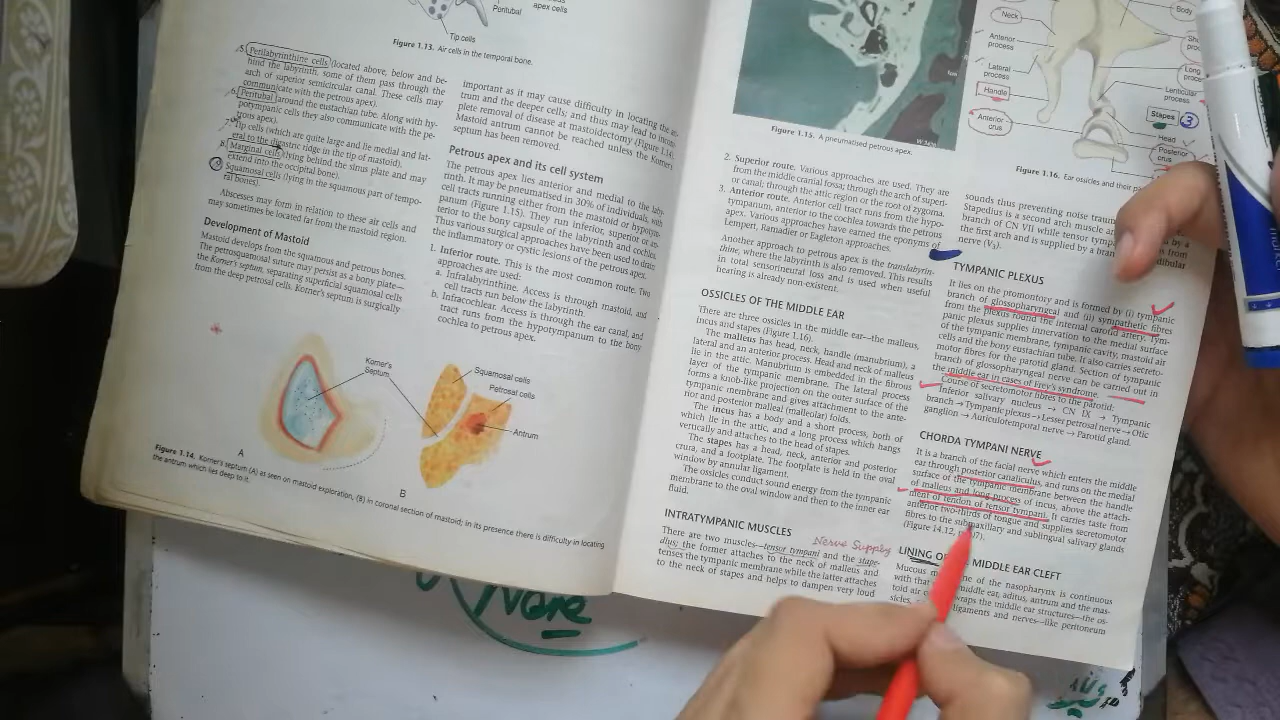 Peritubal
apex cells
Tip cells
Figure 1.13. Air cells in the temporal bone.
5. Perilabyrinthine cells (located above, below and be-
hind the labyrinth, some of them pass through the
arch of superior semicircular canal. These cells may
communicate with the petrous apex).
6. Peritubal (around the eustachian tube. Along with hy-
potympanic cells they also communicate with the pe-
trous apex).
7. Tip cells (which are quite large and lie medial and lat-
eral to the digastric ridge in the tip of mastoid).
8. Marginal cells (lying behind the sinus plate and may
extend into the occipital bone).
Squamosal cells (lying in the squamous part of tempo-
ral bones).
Abscesses may form in relation to these air cells and
may sometimes be located far from the mastoid region.
Development of Mastoid
Mastoid develops from the squamous and petrous bones.
The petrosquamosal suture may persist as a bony plate—
the Korner's septum, separating superficial squamosal cells
from the deep petrosal cells. Korner's septum is surgically
important as it may cause difficulty in locating the
trum and the deeper cells; and thus may lead to incom-
plete removal of disease at mastoidectomy (Figure 1.14).
Mastoid antrum cannot be reached unless the Korner's
septum has been removed.
Petrous apex and its cell system
The petrous apex lies anterior and medial to the laby-
rinth. It may be pneumatised in 30% of individuals, with
cell tracts running either from the mastoid or hypotym-
panum (Figure 1.15). They run inferior, superior or an-
terior to the bony capsule of the labyrinth and cochlea.
Thus various surgical approaches have been used to drain
the inflammatory or cystic lesions of the petrous apex.
1. Inferior route. This is the most common route. Two
approaches are used:
a. Infralabyrinthine. Access is through mastoid, and
cell tracts run below the labyrinth.
b. Infracochlear. Access is through the ear canal, and
tract runs from the hypotympanum to the bony
cochlea to petrous apex.
Korner's
Septum
Squamosal cells
Petrosal cells
Antrum
A
B
Figure 1.14. Korner's septum (A) as seen on mastoid exploration, (B) in coronal section of mastoid; in its presence there is difficulty in locating
the antrum which lies deep to it.
Figure 1.15. A pneumatised petrous apex.
Neck
Anterior
process
Lateral
process
Handle
Anterior
crus
Body
Long
process
Lenticular
process
Stapes
3
Head
Posterior
crus
Figure 1.16. Ear ossicles and their
2. Superior route. Various approaches are used. They are
from the middle cranial fossa; through the arch of superi-
or canal; through the attic region or the root of zygoma.
3. Anterior route. Anterior cell tract runs from the hypo-
tympanum, anterior to the cochlea towards the petrous
apex. Various approaches have earned the eponyms of
Lempert, Ramadier or Eagleton approaches.
Another approach to petrous apex is the translabyrin-
thine, where the labyrinth is also removed. This results
in total sensorineural loss and is used when useful
hearing is already non-existent.
OSSICLES OF THE MIDDLE EAR
There are three ossicles in the middle ear—the malleus,
incus and stapes (Figure 1.16).
The malleus has head, neck, handle (manubrium), a
lateral and an anterior process. Head and neck of malleus
lie in the attic. Manubrium is embedded in the fibrous
layer of the tympanic membrane. The lateral process
forms a knob-like projection on the outer surface of the
tympanic membrane and gives attachment to the ante-
rior and posterior malleal (malleolar) folds.
The incus has a body and a short process, both of
which lie in the attic, and a long process which hangs
vertically and attaches to the head of stapes.
The stapes has a head, neck, anterior and posterior
crura, and a footplate. The footplate is held in the oval
window by annular ligament.
The ossicles conduct sound energy from the tympanic
membrane to the oval window and then to the inner ear
fluid.
INTRATYMPANIC MUSCLES
Nerve Supply
There are two muscles—tensor tympani and the stape-
dius; the former attaches to the neck of malleus and
tenses the tympanic membrane while the latter attaches
to the neck of stapes and helps to dampen very loud
sounds thus preventing noise
Stapedius is a second arch muscle
branch of CN VII while tensor
the first arch and is supplied by a
nerve (V3).
TYMPANIC PLEXUS
It lies on the promontory and is formed by (i) tympanic
branch of glossopharyngeal and (ii) sympathetic fibres
from the plexus round the internal carotid artery. Tym-
panic plexus supplies innervation to the medial surface
of the tympanic membrane, tympanic cavity, mastoid air
cells and the bony eustachian tube. It also carries secreto-
motor fibres for the parotid gland. Section of tympanic
branch of glossopharyngeal nerve can be carried out in
the middle ear in cases of Frey's syndrome.
Course of secretomotor fibres to the parotid:
Inferior salivary nucleus → CN IX → Tympanic
branch → Tympanic plexus → Lesser petrosal nerve → Otic
ganglion → Auriculotemporal nerve → Parotid gland.
CHORDA TYMPANI NERVE
It is a branch of the facial nerve which enters the middle
ear through posterior canaliculus, and runs on the medial
surface of the tympanic membrane between the handle
of malleus and long process of incus, above the attach-
ment of tendon of tensor tympani. It carries taste from
anterior two-thirds of tongue and supplies secretomotor
fibres to the submaxillary and sublingual salivary glands
(Figure 14.12,
LINING OF MIDDLE EAR CLEFT
Mucous of the nasopharynx is continuous
with that middle ear, aditus, antrum and the mas-
toid air wraps the middle ear structures—the os-
sicles, ligaments and nerves—like peritoneum
Nare